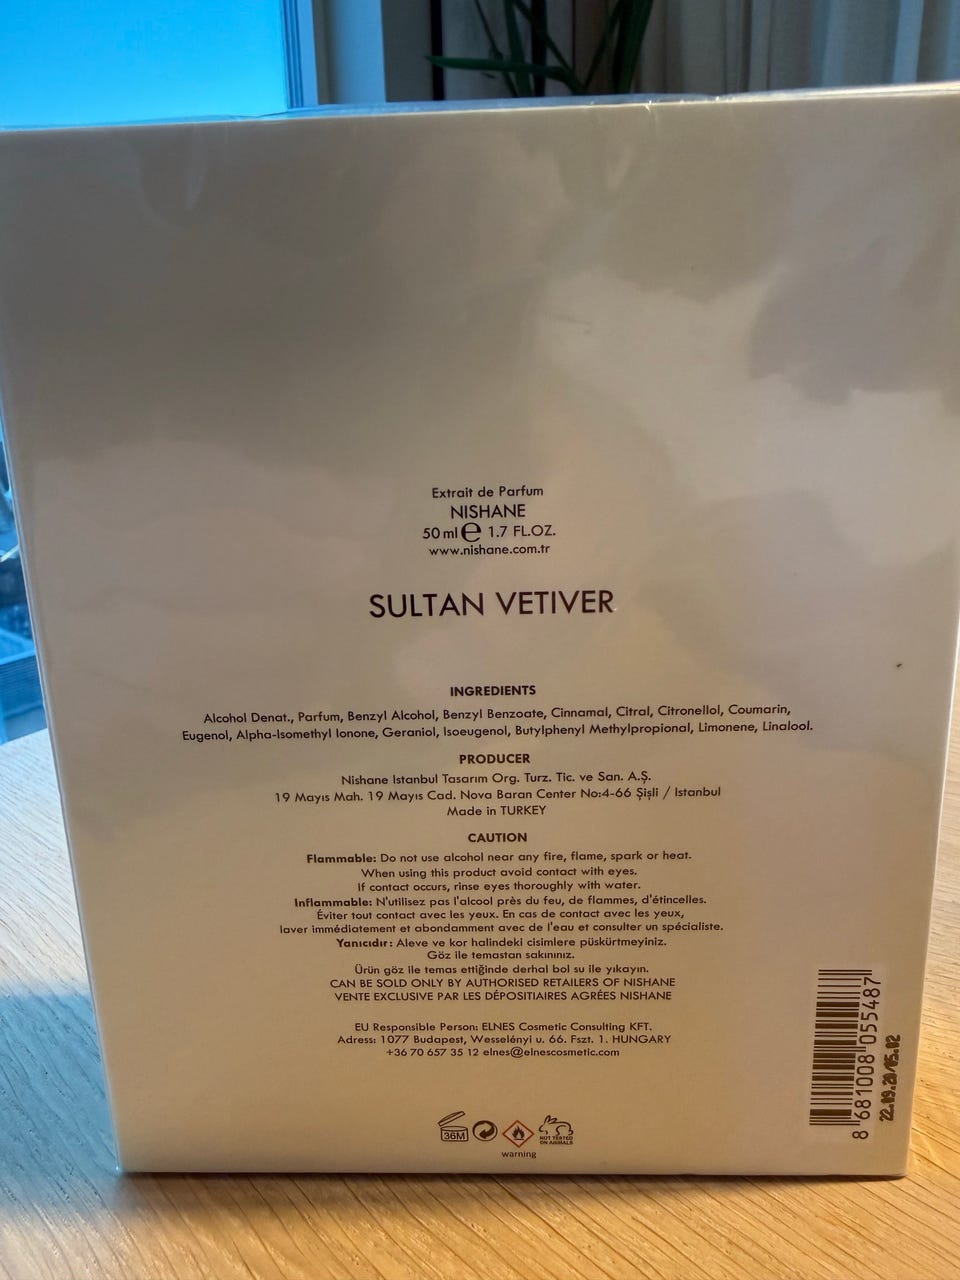 Extrait de Parfum
NISHANE
50 ml ℮ 1.7 FL.OZ.
www.nishane.com.tr
SULTAN VETIVER
INGREDIENTS
Alcohol Denat., Parfum, Benzyl Alcohol, Benzyl Benzoate, Cinnamal, Citral, Citronellol, Coumarin,
Eugenol, Alpha-Isomethyl Ionone, Geraniol, Isoeugenol, Butylphenyl Methylpropional, Limonene, Linalool.
PRODUCER
Nishane Istanbul Tasarım Org. Turz. Tic. ve San. A.Ş.
19 Mayıs Mah. 19 Mayıs Cad. Nova Baran Center No:4-66 Şişli / Istanbul
Made in TURKEY
CAUTION
Flammable: Do not use alcohol near any fire, flame, spark or heat.
When using this product avoid contact with eyes.
If contact occurs, rinse eyes thoroughly with water.
Inflammable: N'utilisez pas l'alcool près du feu, de flammes, d'étincelles.
Éviter tout contact avec les yeux. En cas de contact avec les yeux,
laver immédiatement et abondamment avec de l'eau et consulter un spécialiste.
Yanıcıdır: Aleve ve kor halindeki cisimlere püskürtmeyiniz.
Göz ile temastan sakınınız.
Ürün göz ile temas ettiğinde derhal bol su ile yıkayın.
CAN BE SOLD ONLY BY AUTHORISED RETAILERS OF NISHANE
VENTE EXCLUSIVE PAR LES DÉPOSITIAIRES AGRÉES NISHANE
EU Responsible Person: ELNES Cosmetic Consulting KFT.
Adress: 1077 Budapest, Wesselényi u. 66. Fszt. 1. HUNGARY
+36 70 657 35 12 elnes@elnescosmetic.com
36M
NOT TESTED
ON ANIMALS
warning
8 681008 055487
22.09.20/05.02